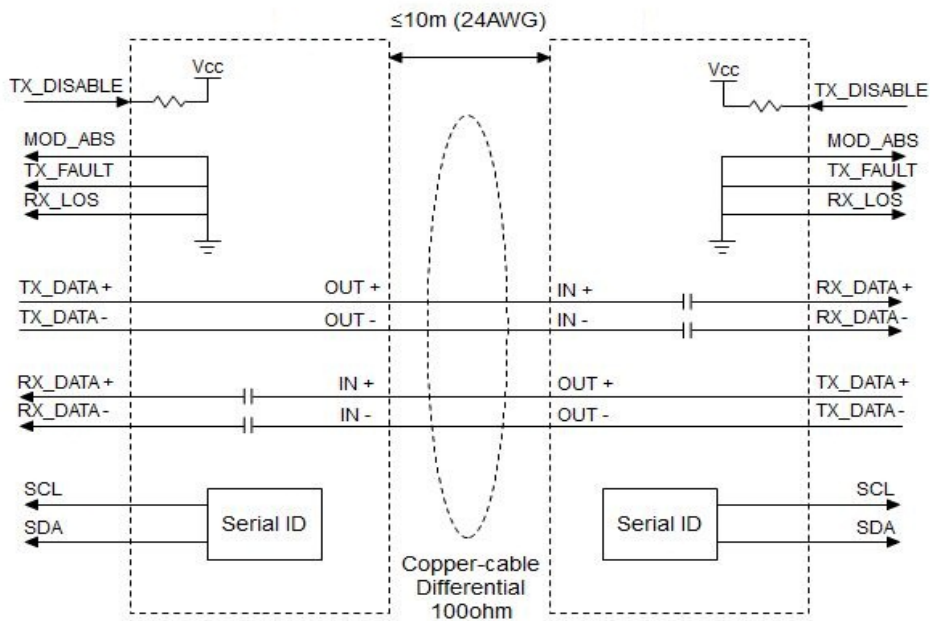 ≤10m (24AWG)
Vcc
Vcc
TX_DISABLE
TX_DISABLE
MOD_ABS
MOD_ABS
TX_FAULT
TX_FAULT
RX_LOS
RX_LOS
TX_DATA+ OUT + IN + RX_DATA+
TX_DATA- OUT - IN - RX_DATA-
RX_DATA+ IN + OUT + TX_DATA+
RX_DATA- IN - OUT - TX_DATA-
SCL
SCL
Serial ID
Serial ID
SDA
SDA
Copper-cable
Differential
100ohm